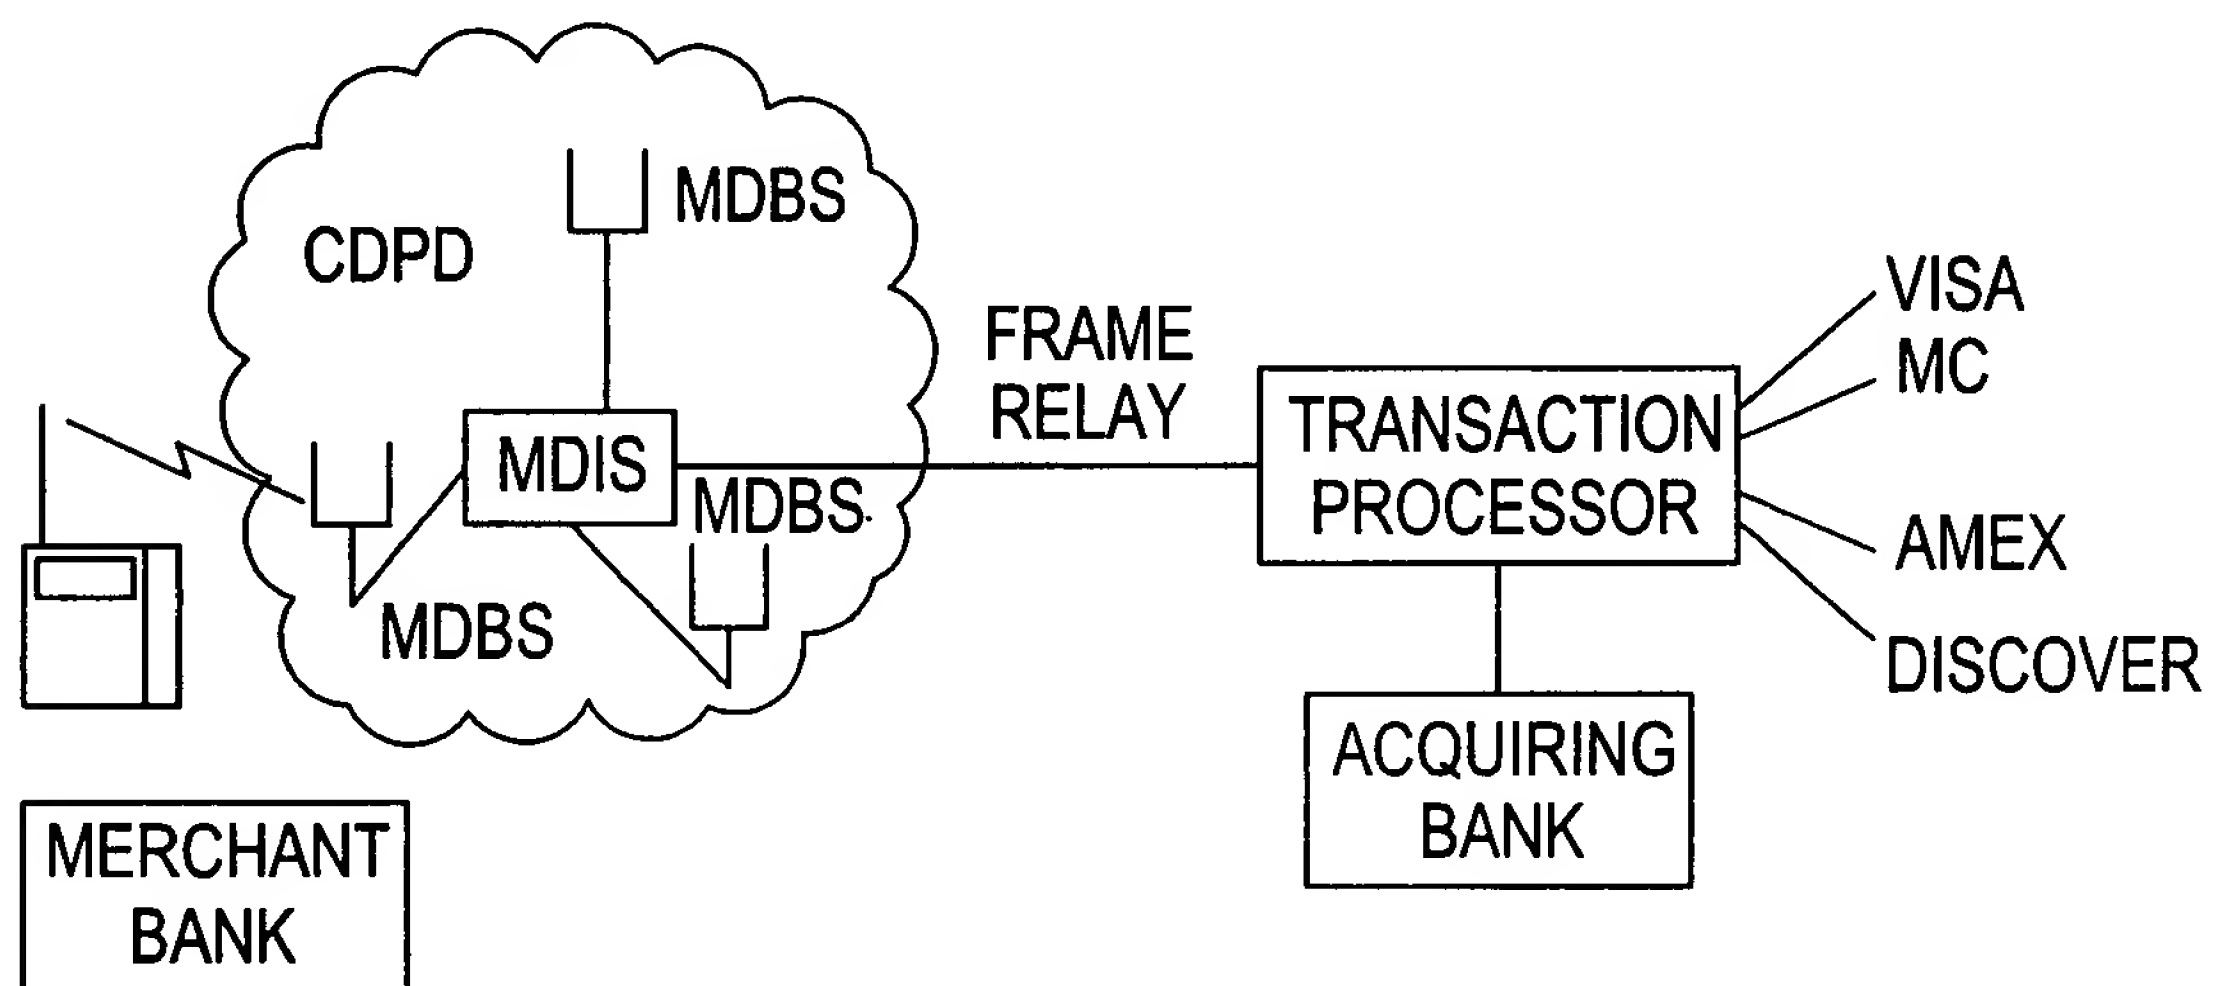 MDBS
CDPD
FRAME
RELAY
MDIS
MDBS
MDBS
TRANSACTION
PROCESSOR
VISA
MC
AMEX
DISCOVER
ACQUIRING
BANK
MERCHANT
BANK